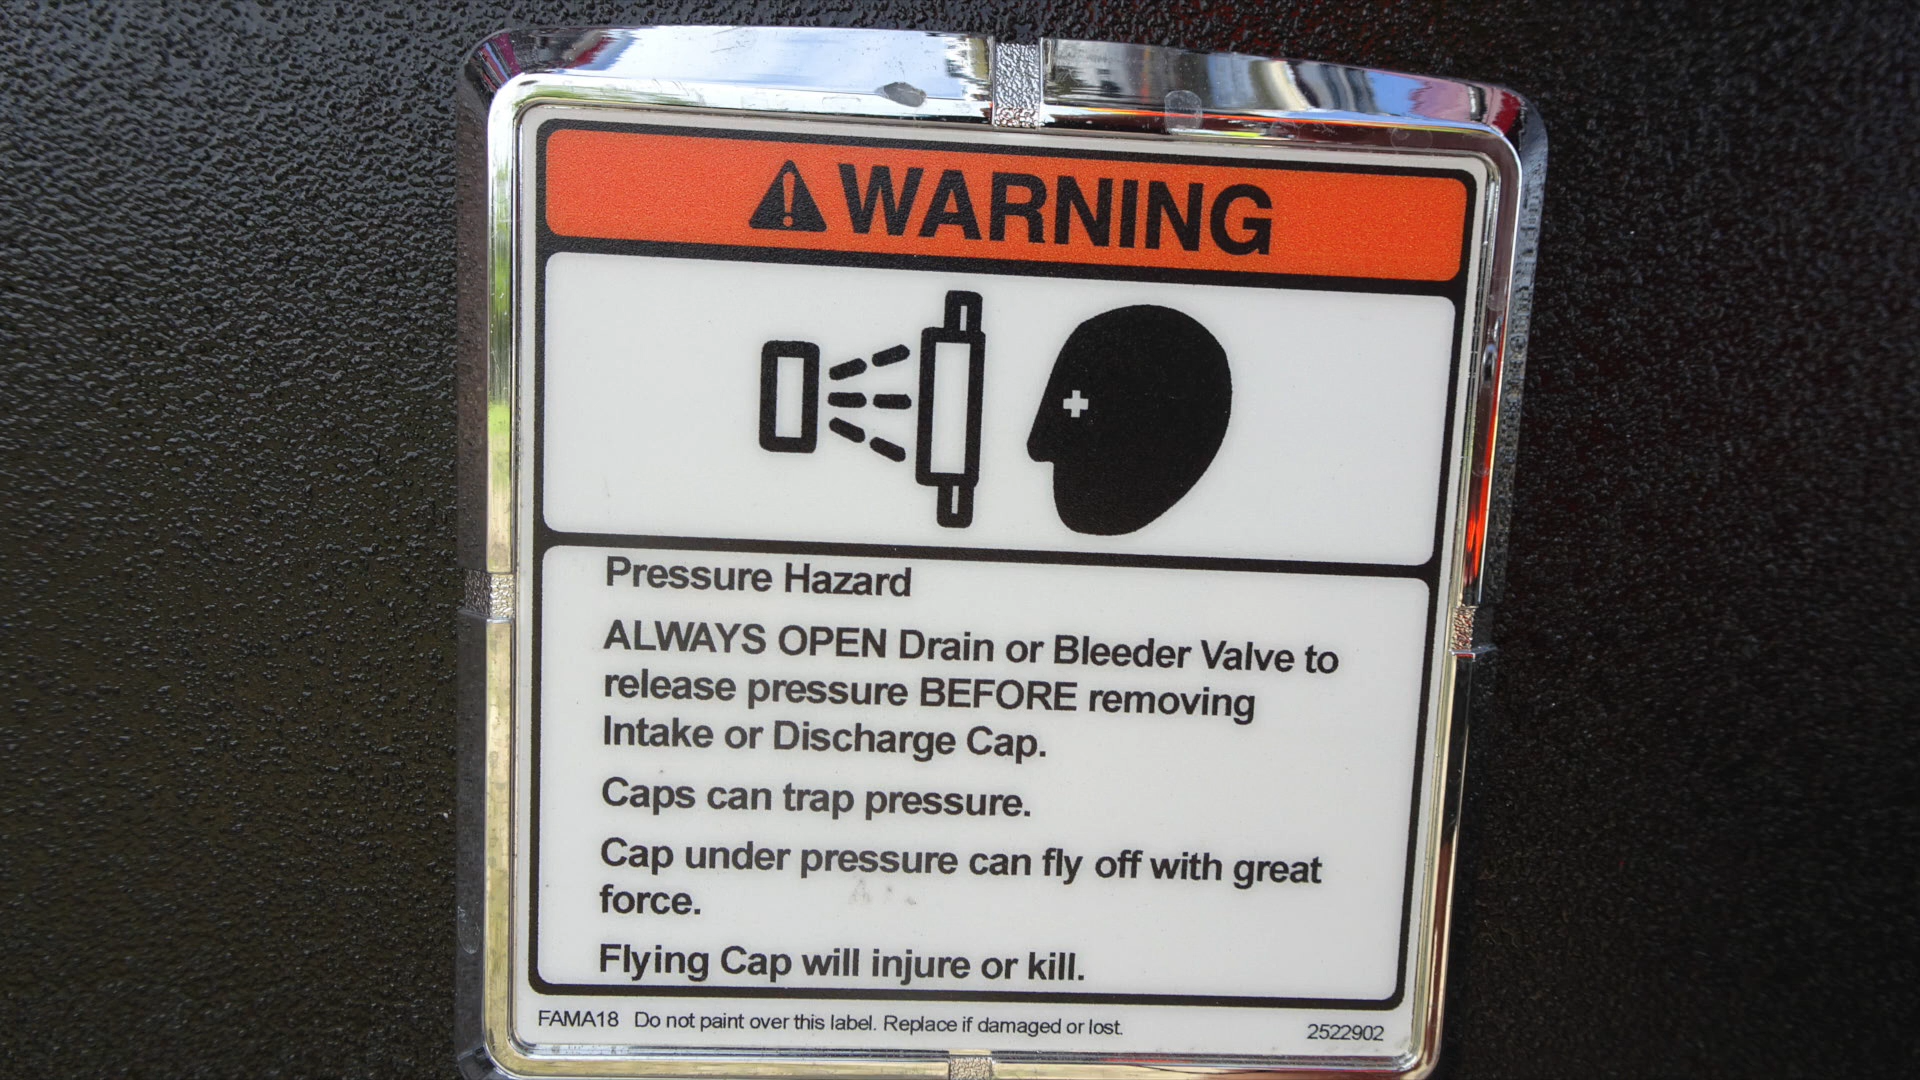 WARNING
Pressure Hazard
ALWAYS OPEN Drain or Bleeder Valve to
release pressure BEFORE removing
Intake or Discharge Cap.
Caps can trap pressure.
Cap under pressure can fly off with great
force.
Flying Cap will injure or kill.
FAMA18 Do not paint over this label. Replace if damaged or lost.
2522902